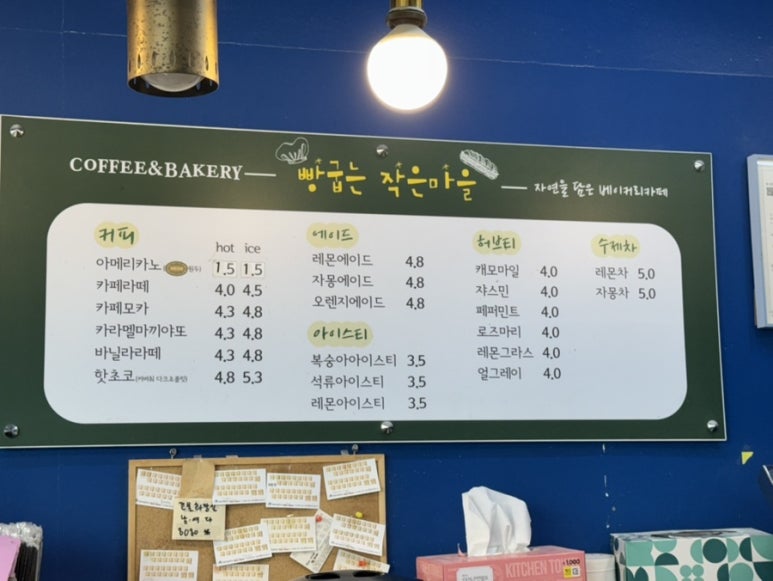 COFFEE&BAKERY
빵굽는 작은마을
자연을 담은 베이커리카페
커피
hot ice
아메리카노 1.5 1.5
카페라떼 4.0 4.5
카페모카 4.3 4.8
카라멜마끼야또 4.3 4.8
바닐라라떼 4.3 4.8
핫초코 4.8 5.3
에이드
레몬에이드 4.8
자몽에이드 4.8
오렌지에이드 4.8
아이스티
복숭아아이스티 3.5
석류아이스티 3.5
레몬아이스티 3.5
허브티
캐모마일 4.0
쟈스민 4.0
페퍼민트 4.0
로즈마리 4.0
레몬그라스 4.0
얼그레이 4.0
수제차
레몬차 5.0
자몽차 5.0
KITCHEN TO